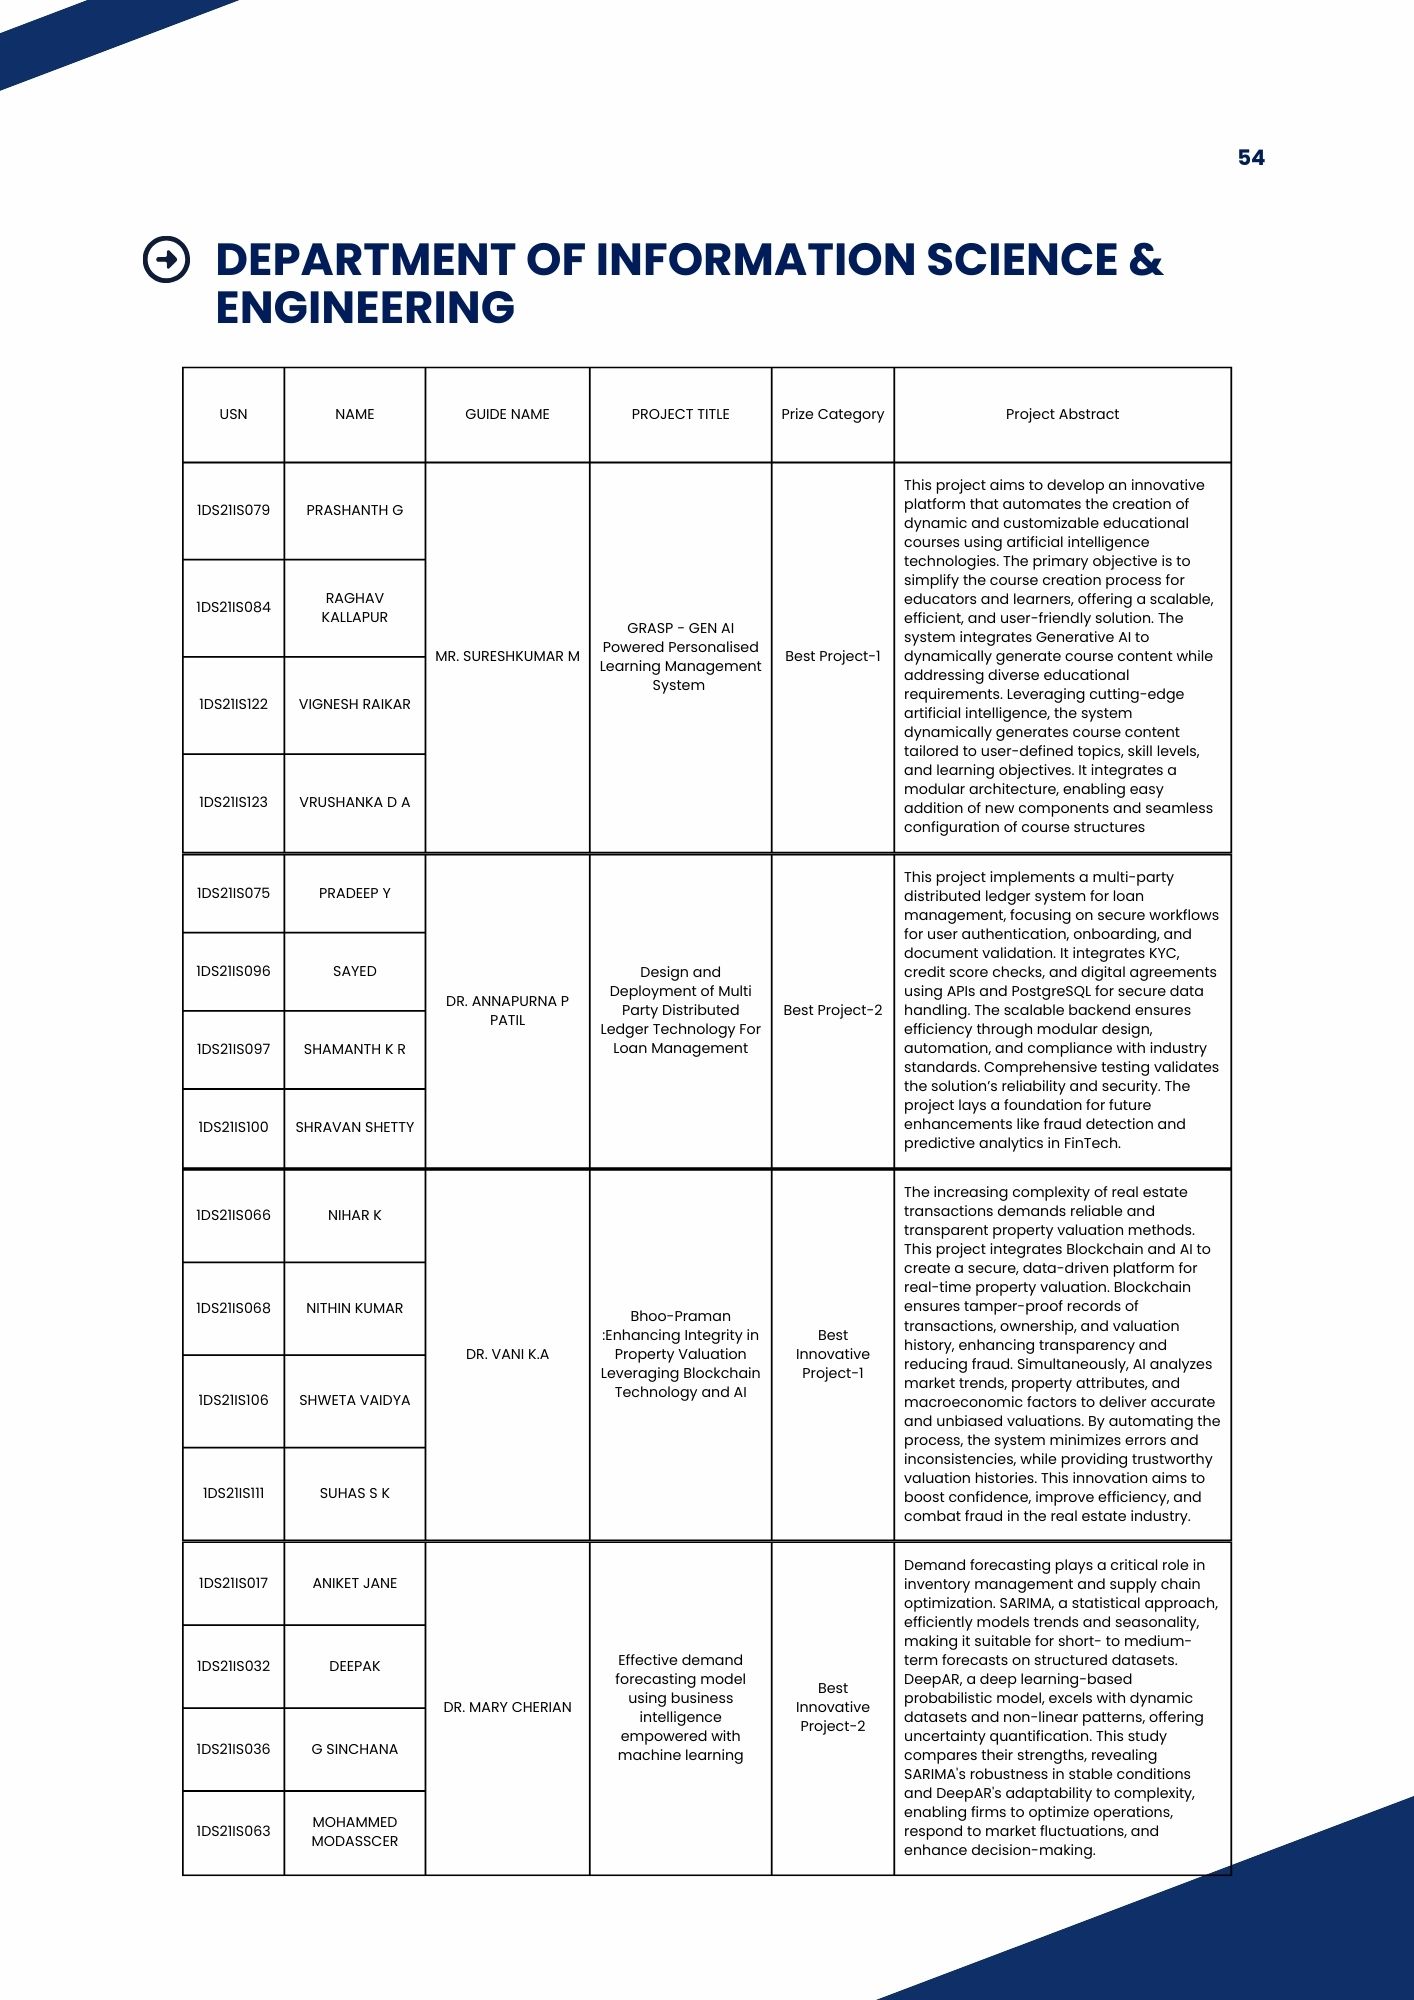 54
DEPARTMENT OF INFORMATION SCIENCE &
ENGINEERING
USN
NAME
GUIDE NAME
PROJECT TITLE
Prize Category
Project Abstract
1DS21IS079
PRASHANTH G
1DS21IS084
RAGHAV
KALLAPUR
1DS21IS122
VIGNESH RAIKAR
1DS21IS123
VRUSHANKA D A
MR. SURESHKUMAR M
GRASP - GEN AI
Powered Personalised
Learning Management
System
Best Project-1
This project aims to develop an innovative
platform that automates the creation of
dynamic and customizable educational
courses using artificial intelligence
technologies. The primary objective is to
simplify the course creation process for
educators and learners, offering a scalable,
efficient, and user-friendly solution. The
system integrates Generative AI to
dynamically generate course content while
addressing diverse educational
requirements. Leveraging cutting-edge
artificial intelligence, the system
dynamically generates course content
tailored to user-defined topics, skill levels,
and learning objectives. It integrates a
modular architecture, enabling easy
addition of new components and seamless
configuration of course structures
1DS21IS075
PRADEEP Y
1DS21IS096
SAYED
1DS21IS097
SHAMANTH K R
1DS21IS100
SHRAVAN SHETTY
DR. ANNAPURNA P
PATIL
Design and
Deployment of Multi
Party Distributed
Ledger Technology For
Loan Management
Best Project-2
This project implements a multi-party
distributed ledger system for loan
management, focusing on secure workflows
for user authentication, onboarding, and
document validation. It integrates KYC,
credit score checks, and digital agreements
using APIs and PostgreSQL for secure data
handling. The scalable backend ensures
efficiency through modular design,
automation, and compliance with industry
standards. Comprehensive testing validates
the solution’s reliability and security. The
project lays a foundation for future
enhancements like fraud detection and
predictive analytics in FinTech.
1DS21IS066
NIHAR K
1DS21IS068
NITHIN KUMAR
1DS21IS106
SHWETA VAIDYA
1DS21IS111
SUHAS S K
DR. VANI K.A
Bhoo-Praman
:Enhancing Integrity in
Property Valuation
Leveraging Blockchain
Technology and AI
Best
Innovative
Project-1
The increasing complexity of real estate
transactions demands reliable and
transparent property valuation methods.
This project integrates Blockchain and AI to
create a secure, data-driven platform for
real-time property valuation. Blockchain
ensures tamper-proof records of
transactions, ownership, and valuation
history, enhancing transparency and
reducing fraud. Simultaneously, AI analyzes
market trends, property attributes, and
macroeconomic factors to deliver accurate
and unbiased valuations. By automating the
process, the system minimizes errors and
inconsistencies, while providing trustworthy
valuation histories. This innovation aims to
boost confidence, improve efficiency, and
combat fraud in the real estate industry.
1DS21IS017
ANIKET JANE
1DS21IS032
DEEPAK
1DS21IS036
G SINCHANA
1DS21IS063
MOHAMMED
MODASSCER
DR. MARY CHERIAN
Effective demand
forecasting model
using business
intelligence
empowered with
machine learning
Best
Innovative
Project-2
Demand forecasting plays a critical role in
inventory management and supply chain
optimization. SARIMA, a statistical approach,
efficiently models trends and seasonality,
making it suitable for short- to medium-
term forecasts on structured datasets.
DeepAR, a deep learning-based
probabilistic model, excels with dynamic
datasets and non-linear patterns, offering
uncertainty quantification. This study
compares their strengths, revealing
SARIMA's robustness in stable conditions
and DeepAR's adaptability to complexity,
enabling firms to optimize operations,
respond to market fluctuations, and
enhance decision-making.